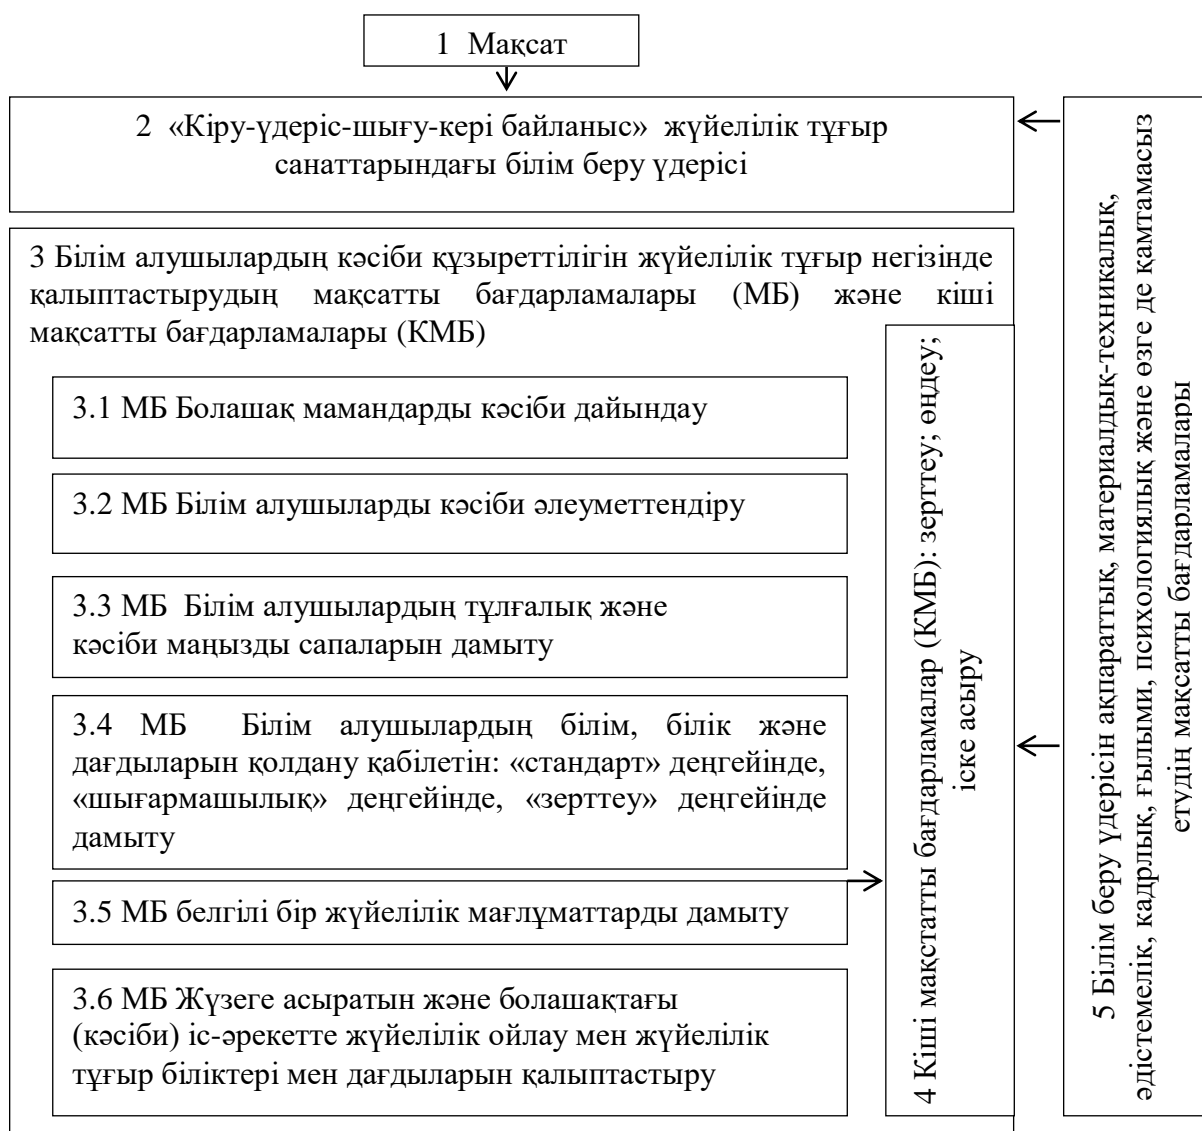 1 Мақсат
2 «Кіру-үдеріс-шығу-кері байланыс» жүйелілік тұғыр
санаттарындағы білім беру үдерісі
3 Білім алушылардың кәсіби құзыреттілігін жүйелілік тұғыр негізінде
қалыптастырудың мақсатты бағдарламалары (МБ) және кіші
мақсатты бағдарламалары (КМБ)
3.1 МБ Болашақ мамандарды кәсіби дайындау
3.2 МБ Білім алушыларды кәсіби әлеуметтендіру
3.3 МБ Білім алушылардың тұлғалық және
кәсіби маңызды сапаларын дамыту
3.4 МБ Білім алушылардың білім, білік және
дағдыларын қолдану қабілетін: «стандарт» деңгейінде,
«шығармашылық» деңгейінде, «зерттеу» деңгейінде
дамыту
3.5 МБ белгілі бір жүйелілік мағлұматтарды дамыту
3.6 МБ Жүзеге асыратын және болашақтағы
(кәсіби) іс-әрекетте жүйелілік ойлау мен жүйелілік
тұғыр біліктері мен дағдыларын қалыптастыру
4 Кіші мақстатты бағдарламалар (КМБ): зерттеу; өңдеу;
іске асыру
5 Білім беру үдерісін ақпараттық, материалдық-техникалық,
әдістемелік, кадрлық, ғылыми, психологиялық және өзге де қамтамасыз
етудің мақсатты бағдарламалары